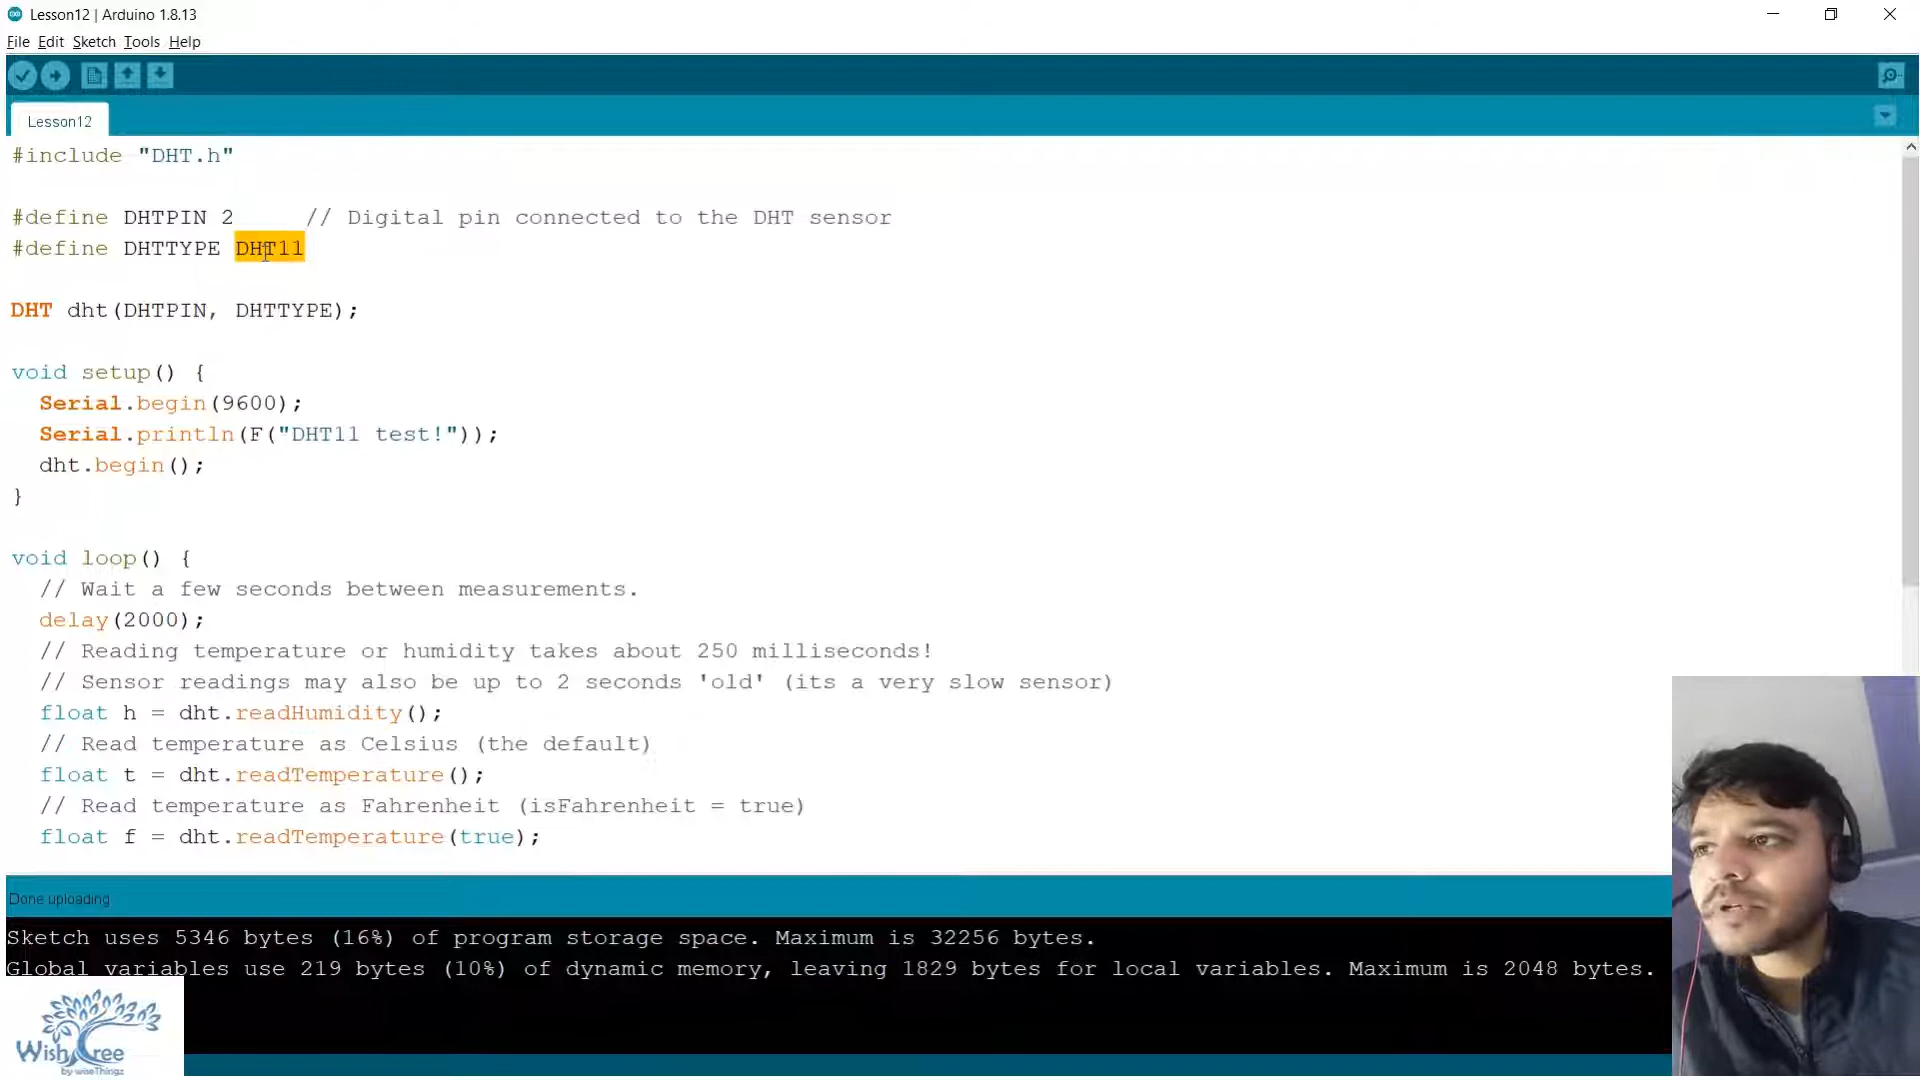 Lesson12 | Arduino 1.8.13
File Edit Sketch Tools Help
Lesson12
#include "DHT.h"
#define DHTPIN 2     // Digital pin connected to the DHT sensor
#define DHTTYPE DHT11
DHT dht(DHTPIN, DHTTYPE);
void setup() {
  Serial.begin(9600);
  Serial.println(F("DHT11 test!"));
  dht.begin();
}
void loop() {
  // Wait a few seconds between measurements.
  delay(2000);
  // Reading temperature or humidity takes about 250 milliseconds!
  // Sensor readings may also be up to 2 seconds 'old' (its a very slow sensor)
  float h = dht.readHumidity();
  // Read temperature as Celsius (the default)
  float t = dht.readTemperature();
  // Read temperature as Fahrenheit (isFahrenheit = true)
  float f = dht.readTemperature(true);
Done uploading
Sketch uses 5346 bytes (16%) of program storage space. Maximum is 32256 bytes.
Global variables use 219 bytes (10%) of dynamic memory, leaving 1829 bytes for local variables. Maximum is 2048 bytes.
WishTree
by wiseThingz